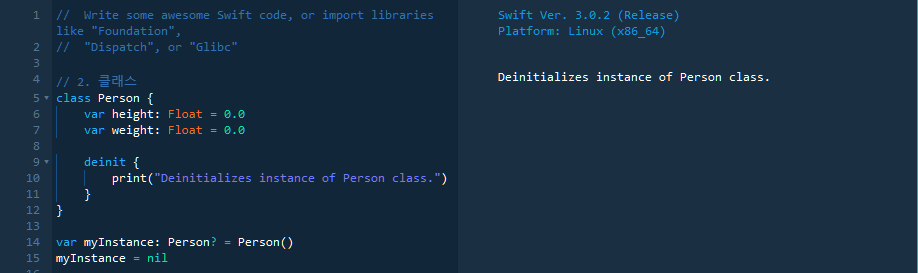 1 // Write some awesome Swift code, or import libraries
like "Foundation",
2 // "Dispatch", or "Glibc"
3
4 // 2. 클래스
5 class Person {
6 var height: Float = 0.0
7 var weight: Float = 0.0
8
9 deinit {
10 print("Deinitializes instance of Person class.")
11 }
12 }
13
14 var myInstance: Person? = Person()
15 myInstance = nil
Swift Ver. 3.0.2 (Release)
Platform: Linux (x86_64)
Deinitializes instance of Person class.